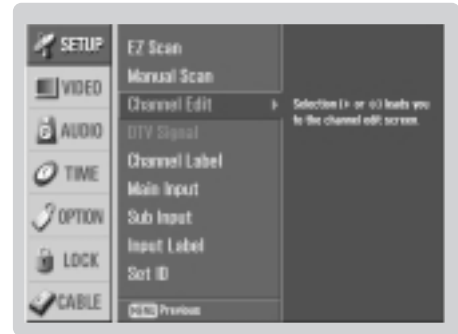 SETUP
VIDEO
AUDIO
TIME
OPTION
LOCK
CABLE
EZ Scan
Manual Scan
Channel Edit
DTV Signal
Channel Label
Main Input
Sub Input
Input Label
Set ID
MENU Previous
Selection ( or ) leads you
to the channel edit screen.